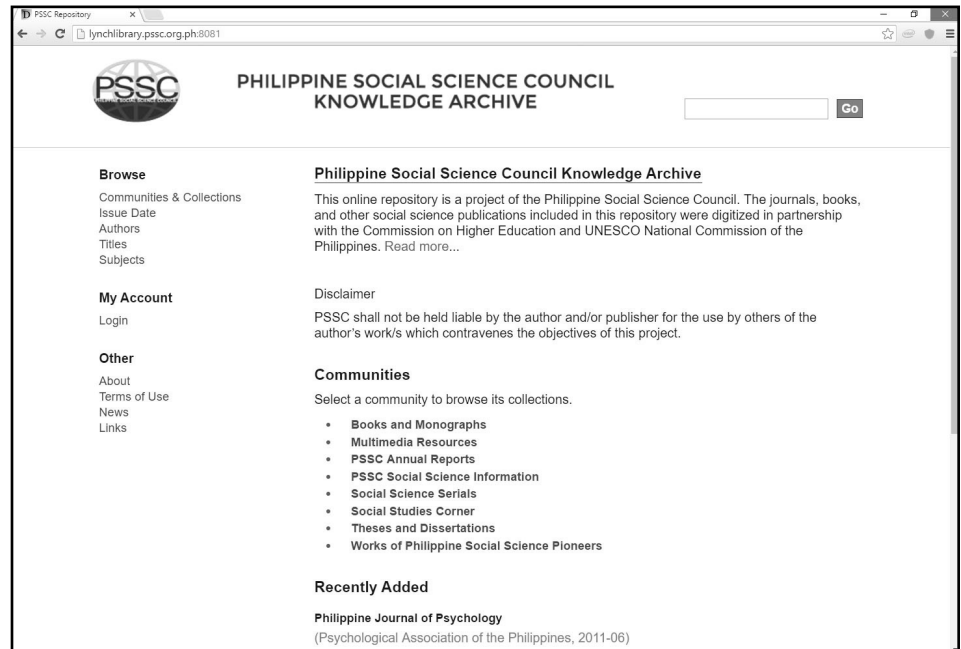 PSSC Repository
lynchlibrary.pssc.org.ph:8081
PSSC
PHILIPPINE SOCIAL SCIENCE COUNCIL
PHILIPPINE SOCIAL SCIENCE COUNCIL
KNOWLEDGE ARCHIVE
Go
Browse
Communities & Collections
Issue Date
Authors
Titles
Subjects
My Account
Login
Other
About
Terms of Use
News
Links
Philippine Social Science Council Knowledge Archive
This online repository is a project of the Philippine Social Science Council. The journals, books,
and other social science publications included in this repository were digitized in partnership
with the Commission on Higher Education and UNESCO National Commission of the
Philippines. Read more...
Disclaimer
PSSC shall not be held liable by the author and/or publisher for the use by others of the
author's work/s which contravenes the objectives of this project.
Communities
Select a community to browse its collections.
• Books and Monographs
• Multimedia Resources
• PSSC Annual Reports
• PSSC Social Science Information
• Social Science Serials
• Social Studies Corner
• Theses and Dissertations
• Works of Philippine Social Science Pioneers
Recently Added
Philippine Journal of Psychology
(Psychological Association of the Philippines, 2011-06)